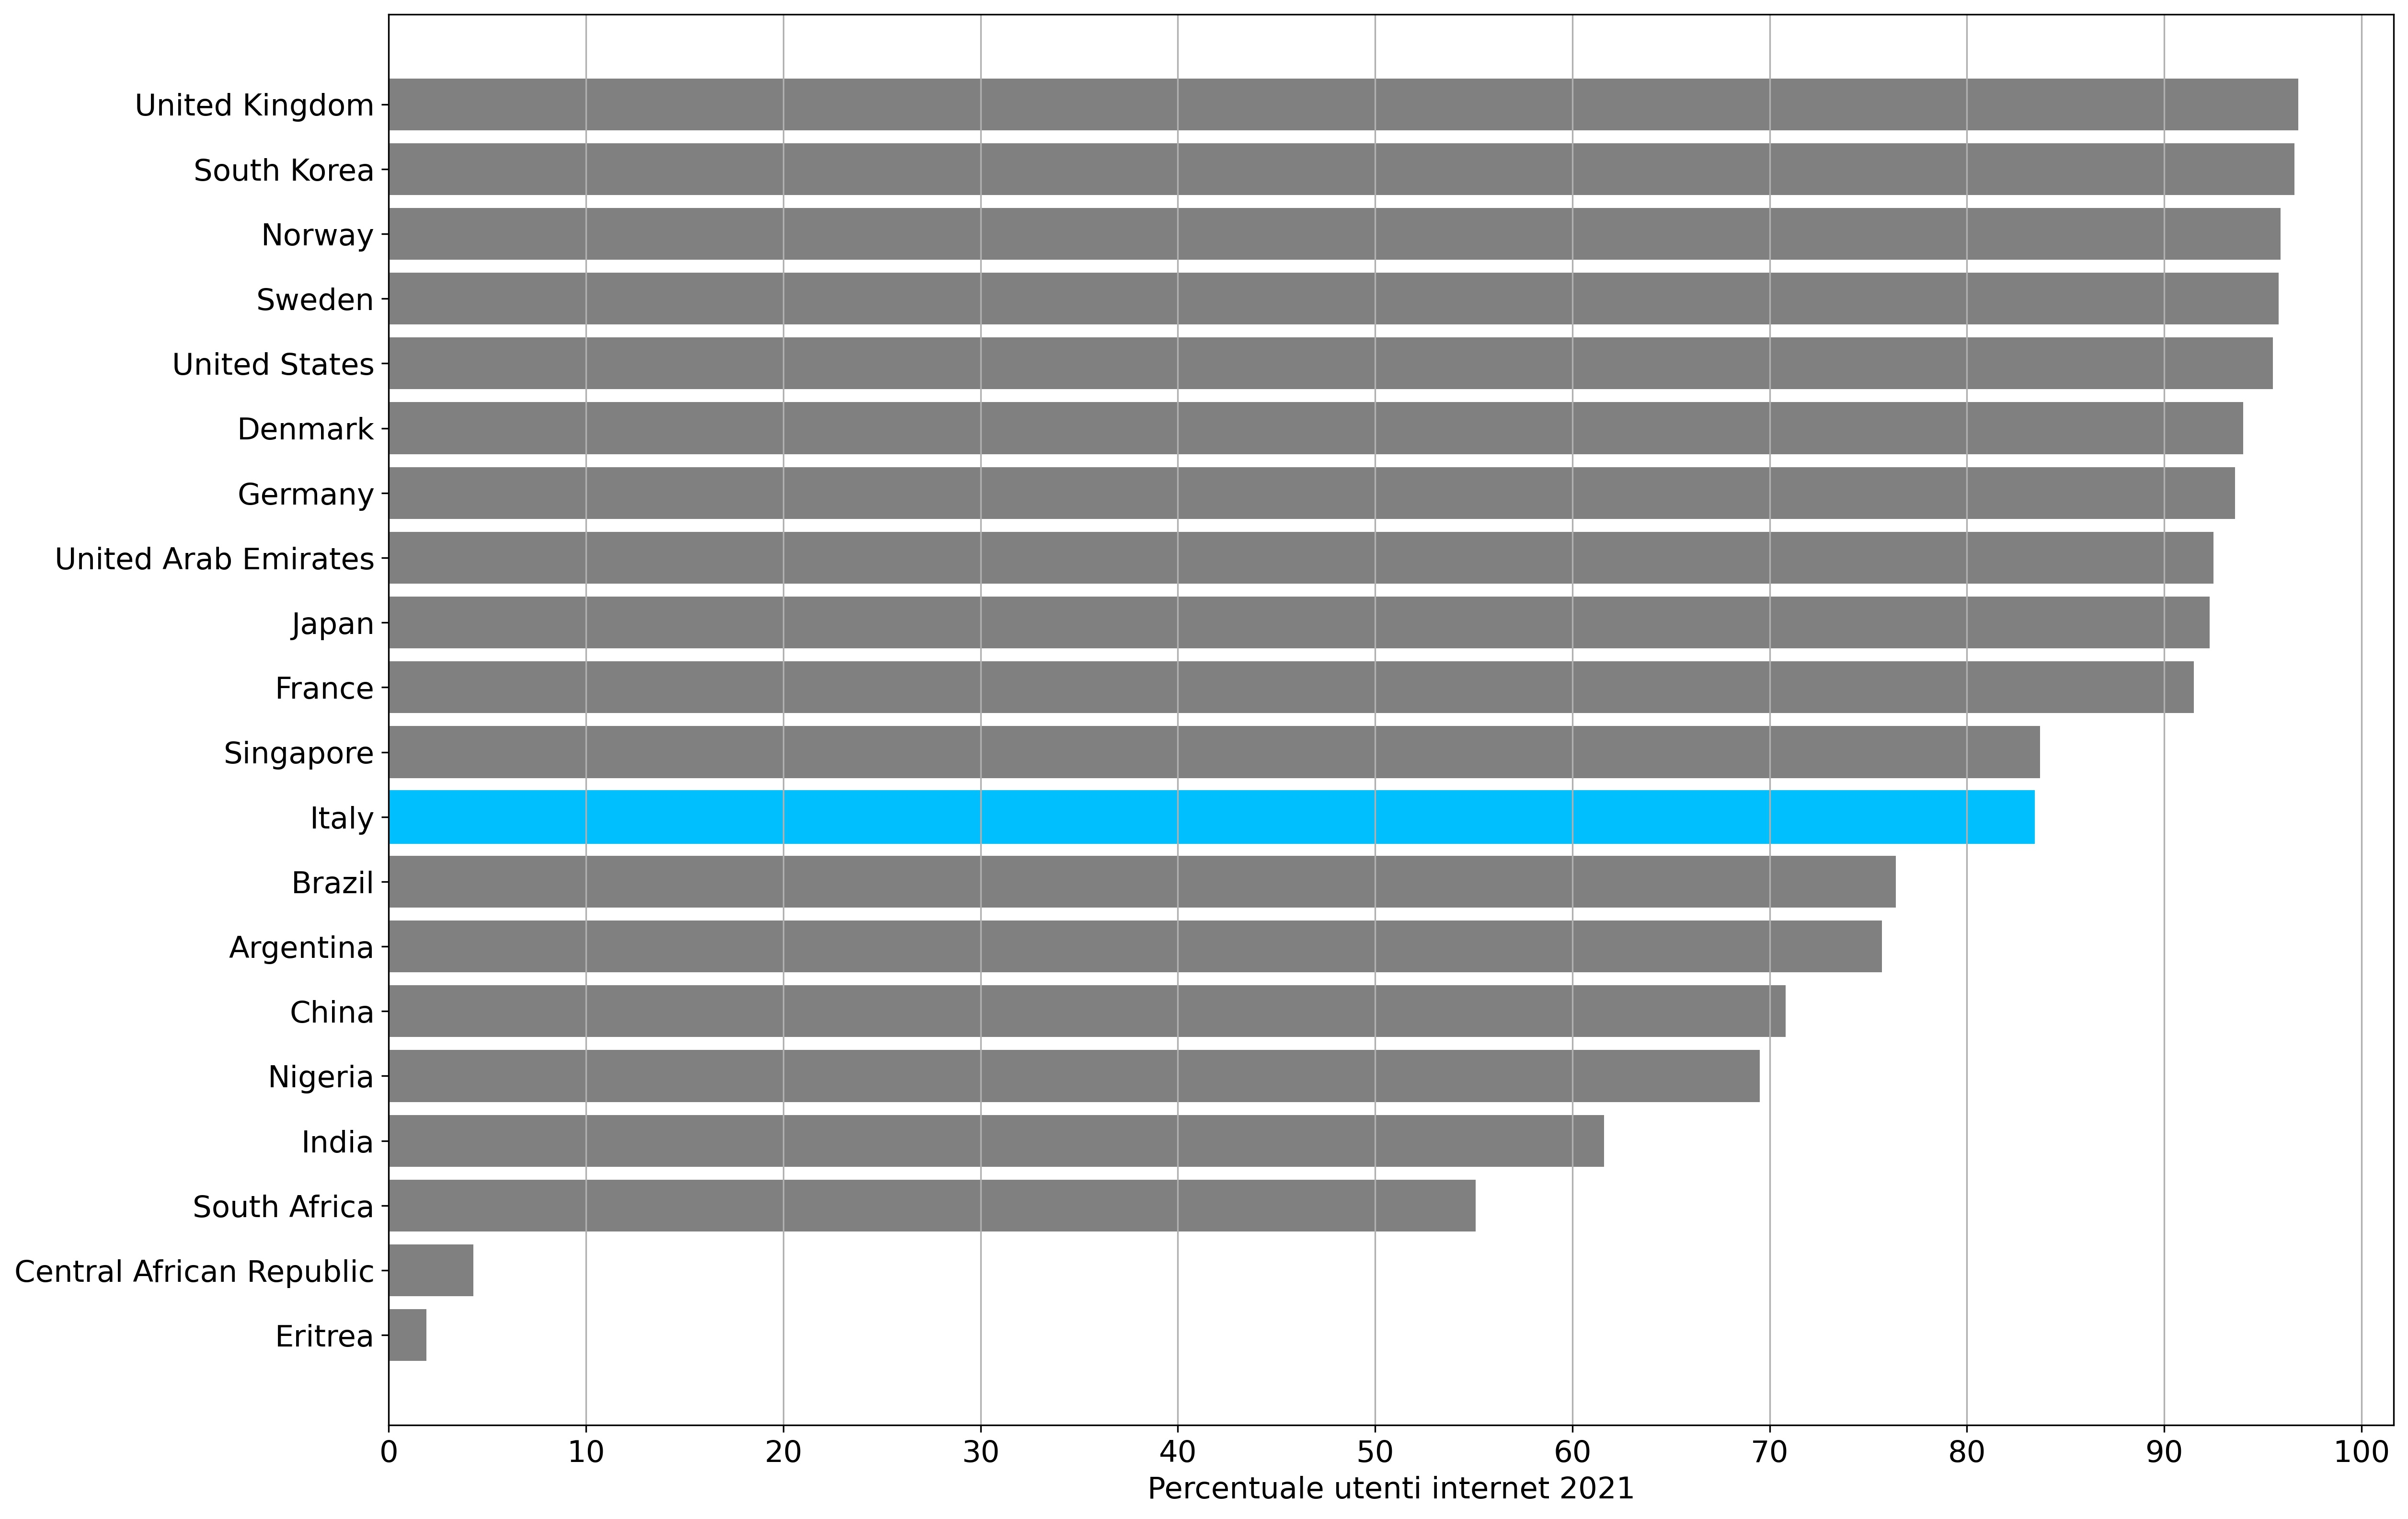 United Kingdom
South Korea
Norway
Sweden
United States
Denmark
Germany
United Arab Emirates
Japan
France
Singapore
Italy
Brazil
Argentina
China
Nigeria
India
South Africa
Central African Republic
Eritrea
0 10 20 30 40 50 60 70 80 90 100
Percentuale utenti internet 2021